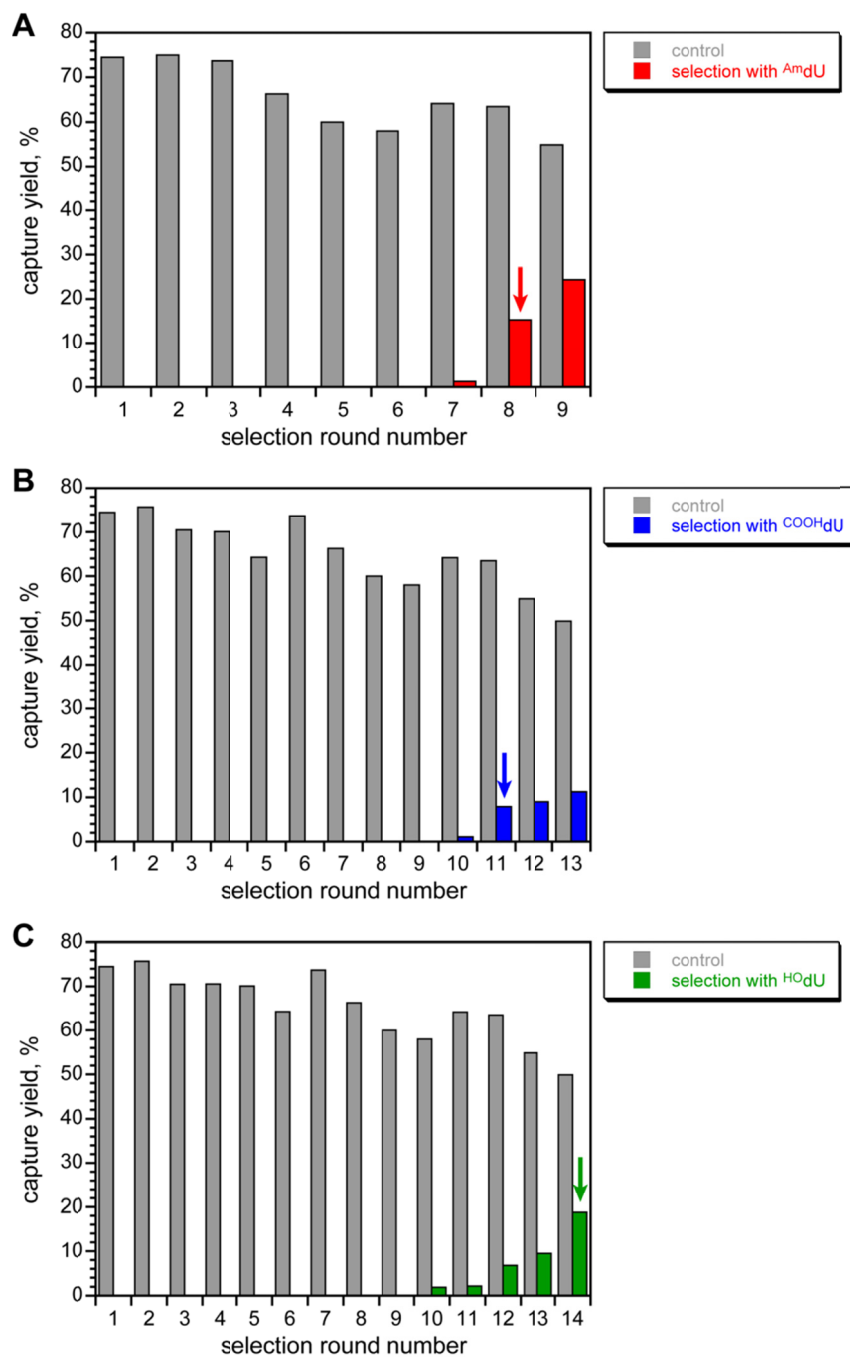 A
80
70
60
50
40
30
20
10
0
capture yield, %
1 2 3 4 5 6 7 8 9
selection round number
control
selection with AmdU
B
80
70
60
50
40
30
20
10
0
capture yield, %
1 2 3 4 5 6 7 8 9 10 11 12 13
selection round number
control
selection with COOHdU
C
80
70
60
50
40
30
20
10
0
capture yield, %
1 2 3 4 5 6 7 8 9 10 11 12 13 14
selection round number
control
selection with HOdU